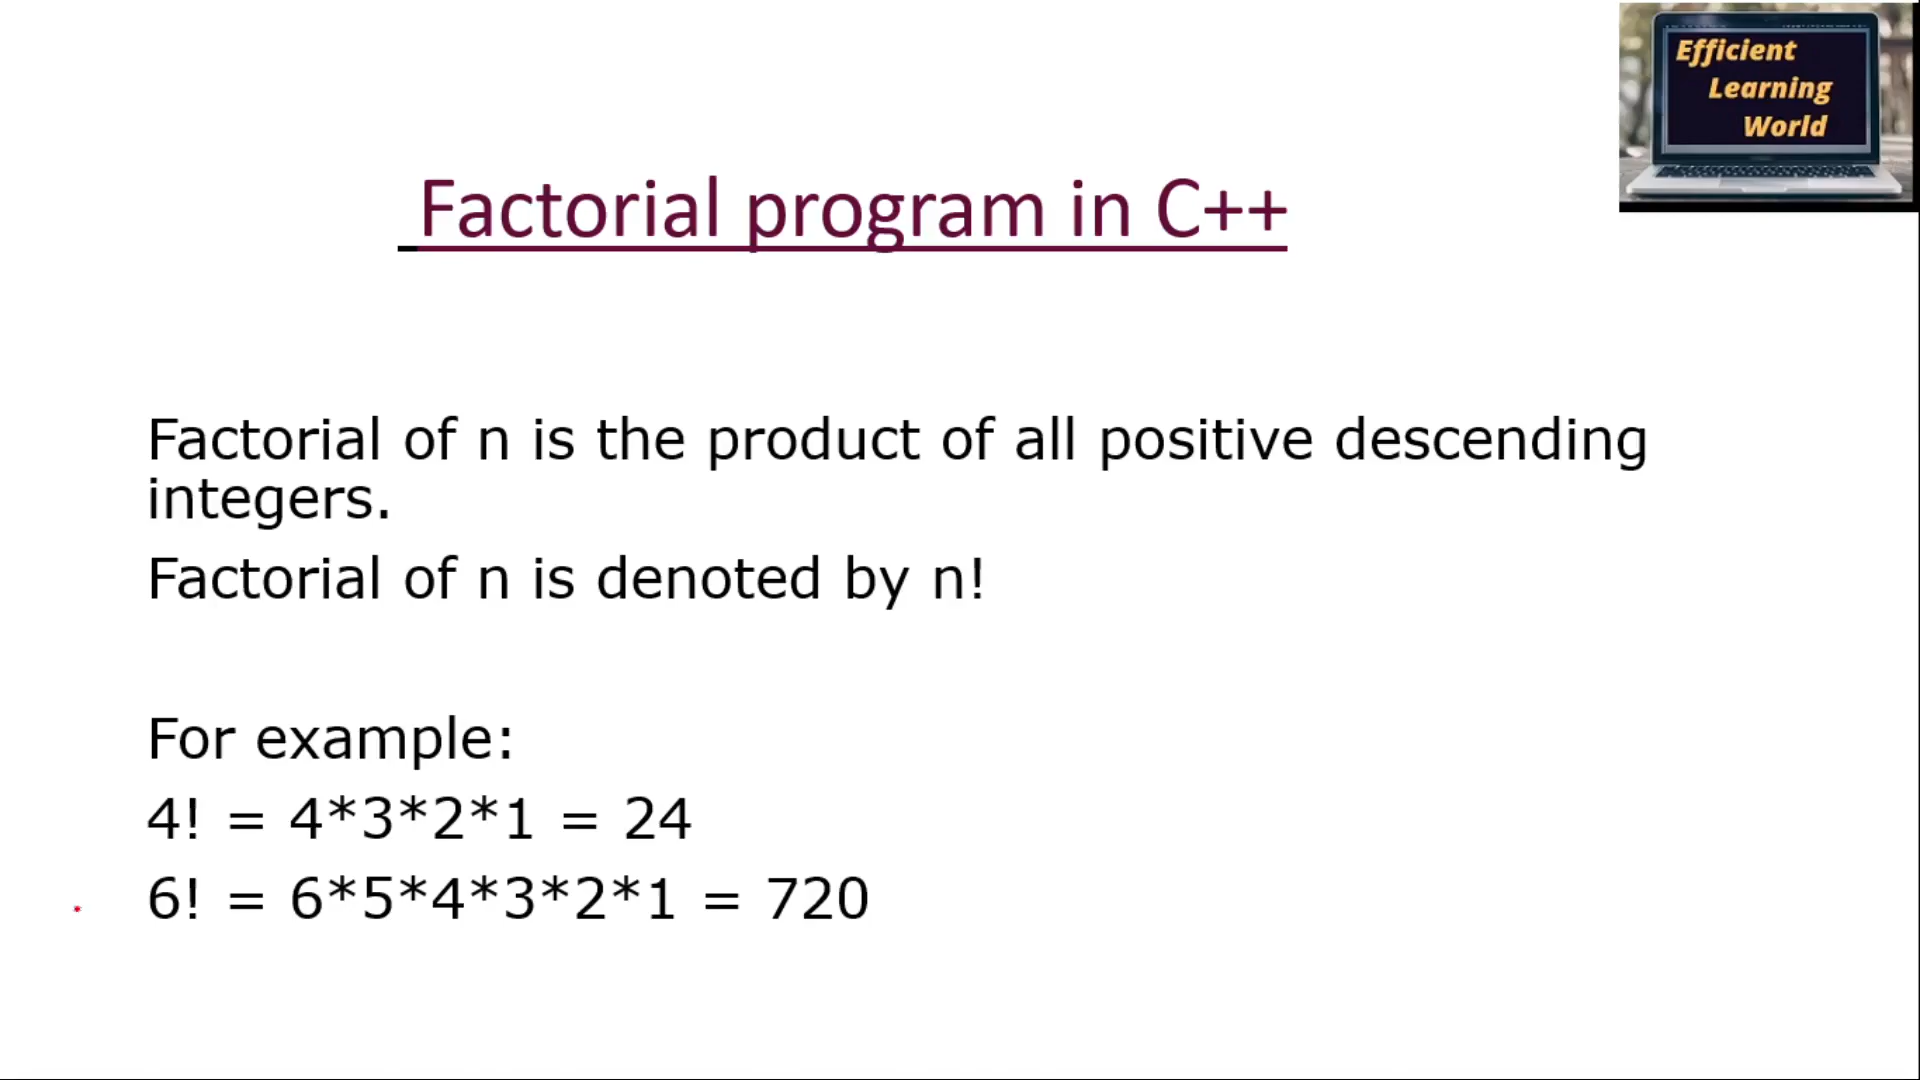 Efficient
Learning
World
Factorial program in C++
Factorial of n is the product of all positive descending
integers.
Factorial of n is denoted by n!
For example:
4! = 4*3*2*1 = 24
6! = 6*5*4*3*2*1 = 720